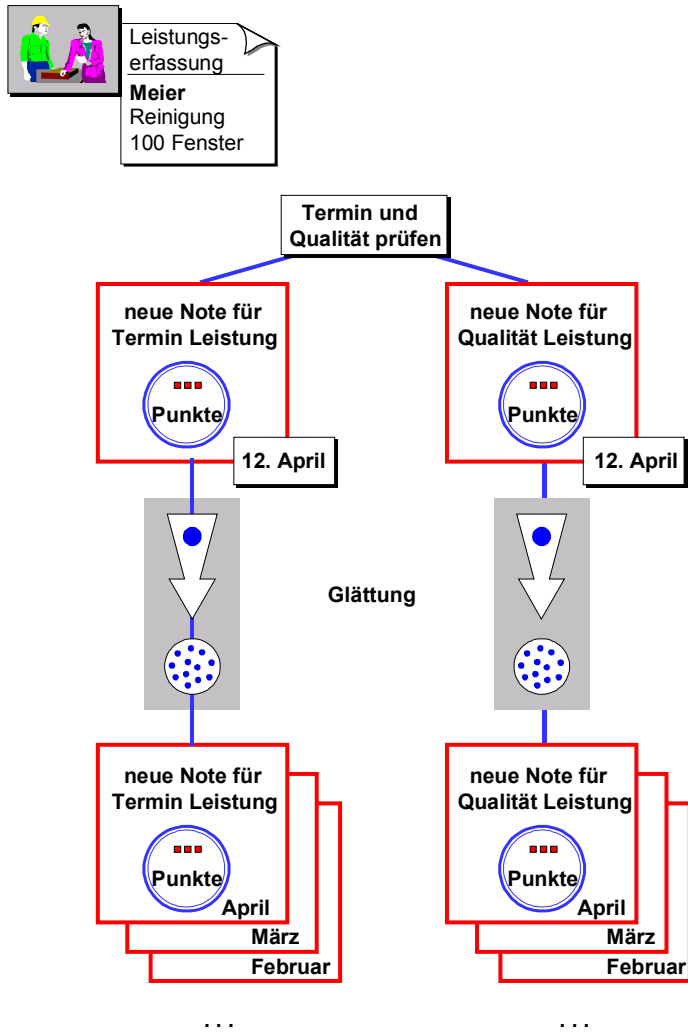 Leistungs-
erfassung
Meier
Reinigung
100 Fenster
Termin und
Qualität prüfen
neue Note für
Termin Leistung
Punkte
12. April
neue Note für
Qualität Leistung
Punkte
12. April
Glättung
neue Note für
Termin Leistung
Punkte
April
März
Februar
...
neue Note für
Qualität Leistung
Punkte
April
März
Februar
...